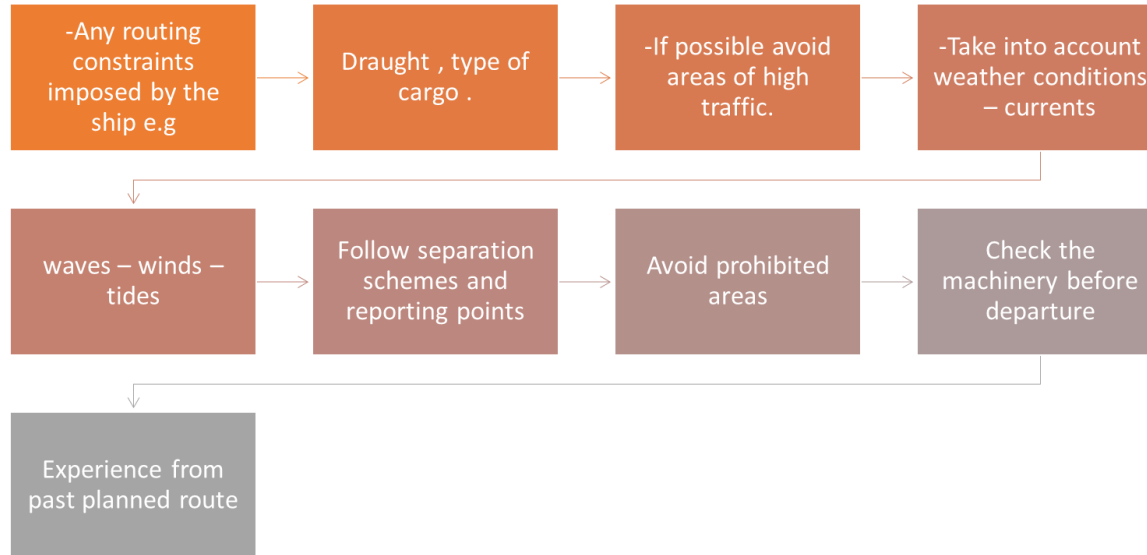 -Any routing
constraints
imposed by the
ship e.g
Draught , type of
cargo .
-If possible avoid
areas of high
traffic.
-Take into account
weather conditions
– currents
waves – winds –
tides
Follow separation
schemes and
reporting points
Avoid prohibited
areas
Check the
machinery before
departure
Experience from
past planned route